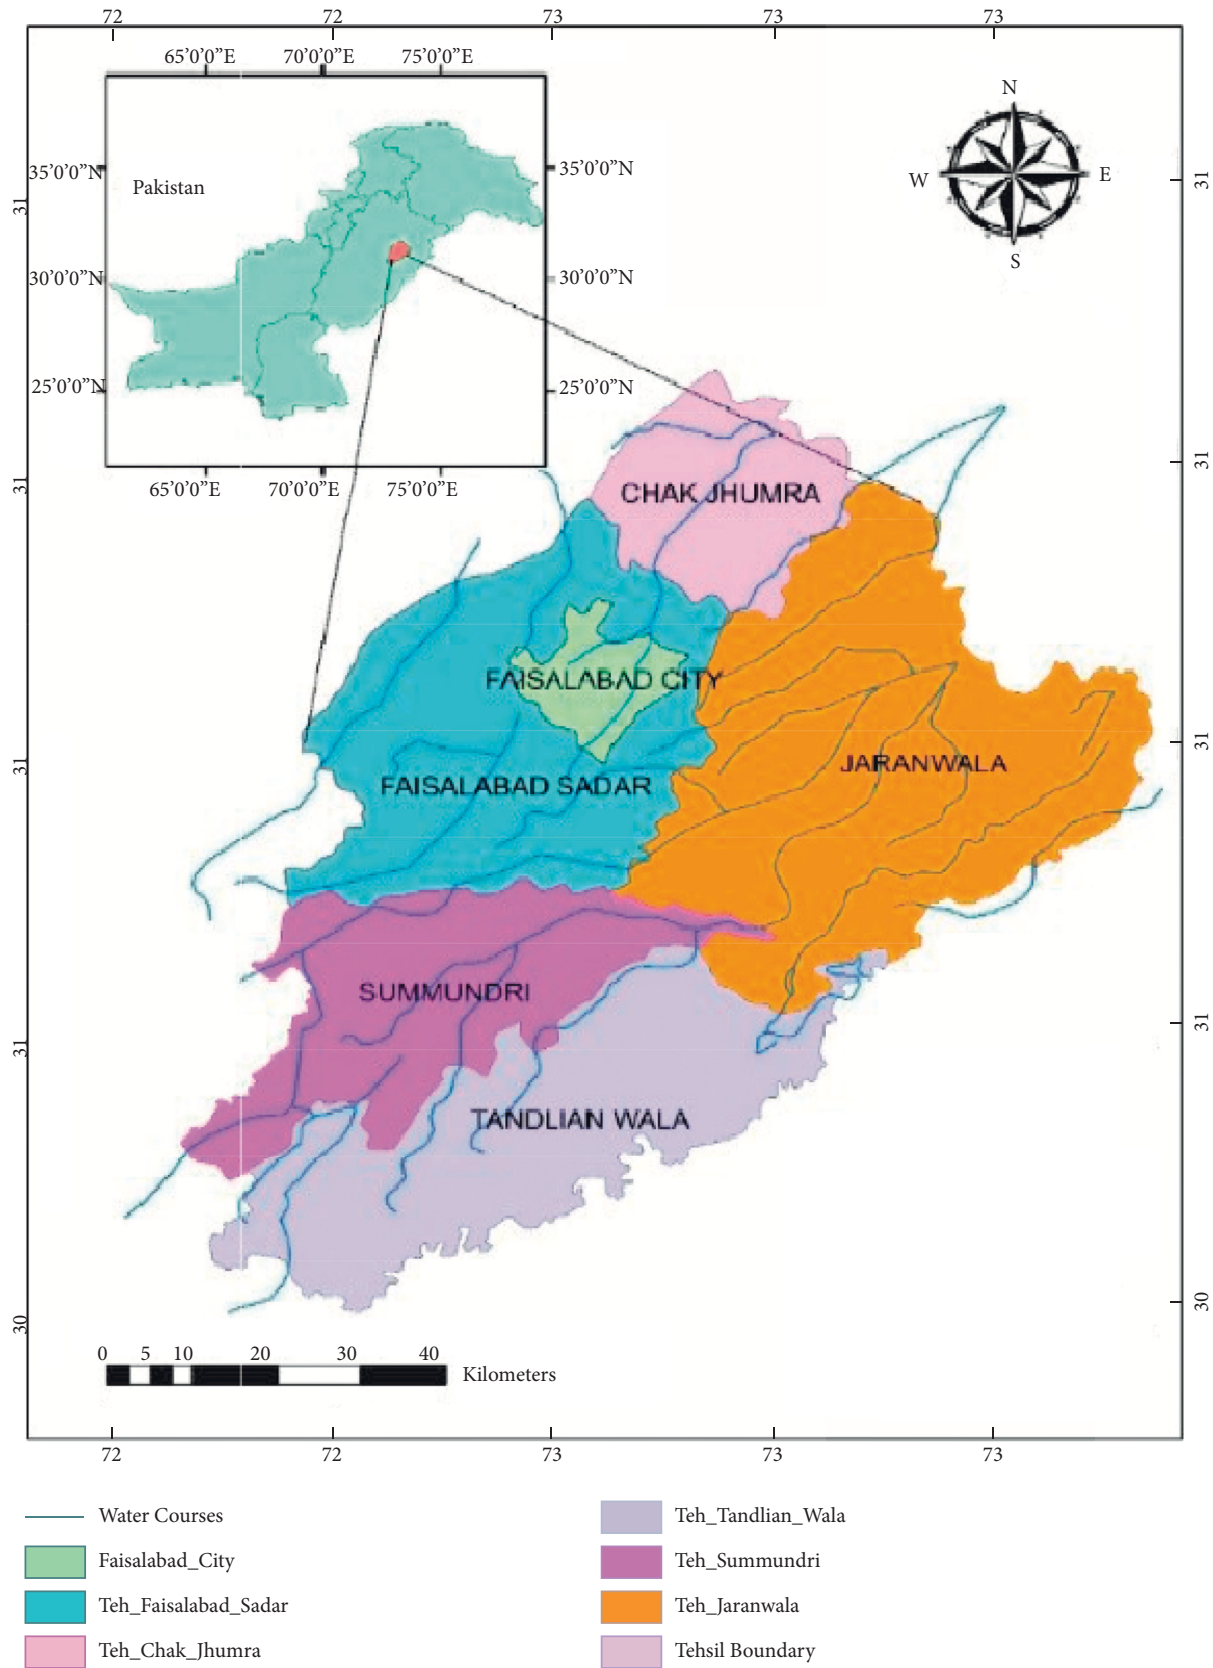 72 72 73 73 73
65'0'0"E 70'0'0"E 75'0'0"E
N
W E
S
35'0'0"N 35'0'0"N
Pakistan
31 31
30'0'0"N 30'0'0"N
25'0'0"N 25'0'0"N
65'0'0"E 70'0'0"E 75'0'0"E
31 31
CHAK JHUMRA
FAISALABAD CITY
31 31
JARANWALA
FAISALABAD SADAR
SUMMUNDRI
31 31
TANDLIAN WALA
30 30
0 5 10 20 30 40
Kilometers
72 72 73 73 73
Water Courses
Faisalabad_City
Teh_Faisalabad_Sadar
Teh_Chak_Jhumra
Teh_Tandlian_Wala
Teh_Summundri
Teh_Jaranwala
Tehsil Boundary